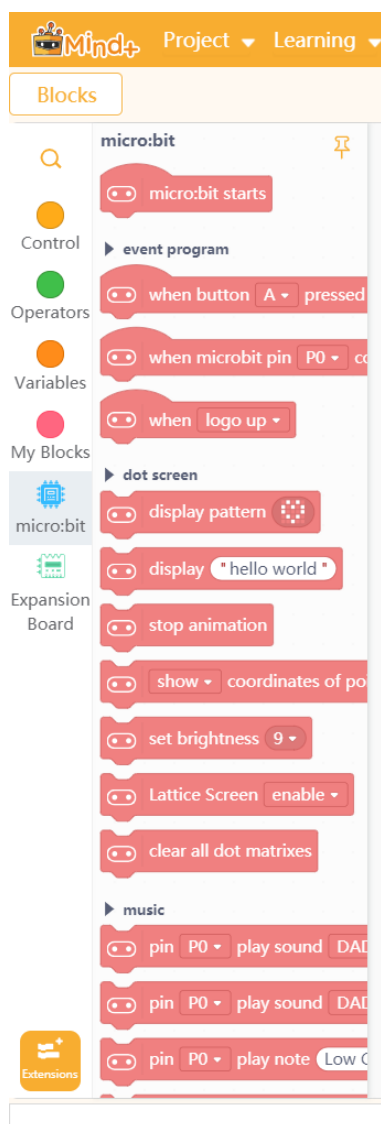 Mind+ Project Learning
Blocks
Control
Operators
Variables
My Blocks
micro:bit
Expansion
Board
Extensions
micro:bit
micro:bit starts
event program
when button A pressed
when microbit pin P0
when logo up
dot screen
display pattern
display "hello world"
stop animation
show coordinates of
set brightness 9
Lattice Screen enable
clear all dot matrixes
music
pin P0 play sound
pin P0 play sound
pin P0 play note Low